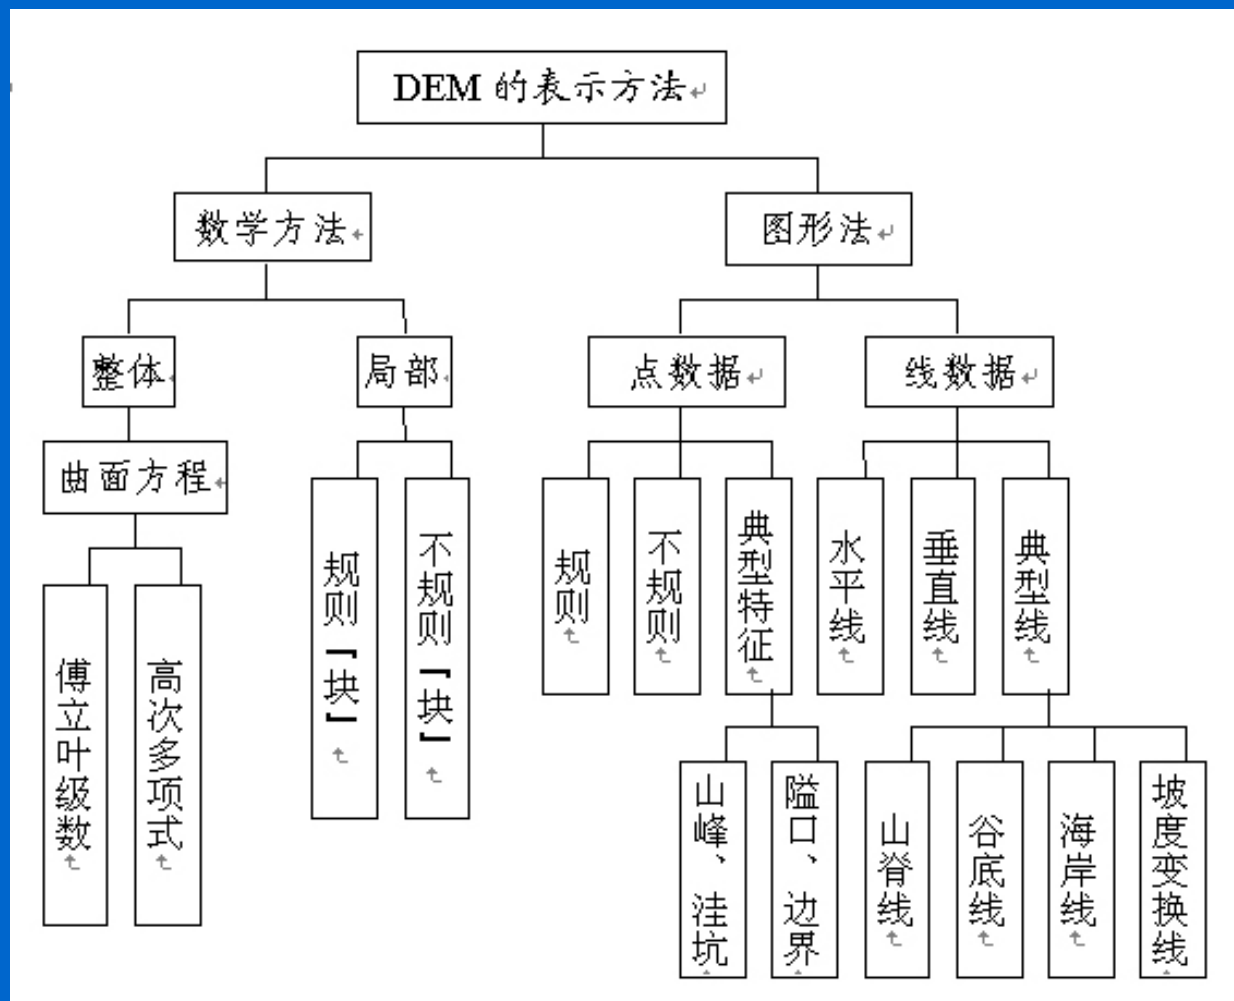 DEM 的表示方法
数学方法
图形法
整体
局部
点数据
线数据
曲面方程
规则「块」
不规则「块」
规则
不规则
典型特征
水平线
垂直线
典型线
傅立叶级数
高次多项式
山峰、洼坑
隘口、边界
山脊线
谷底线
海岸线
坡度变换线